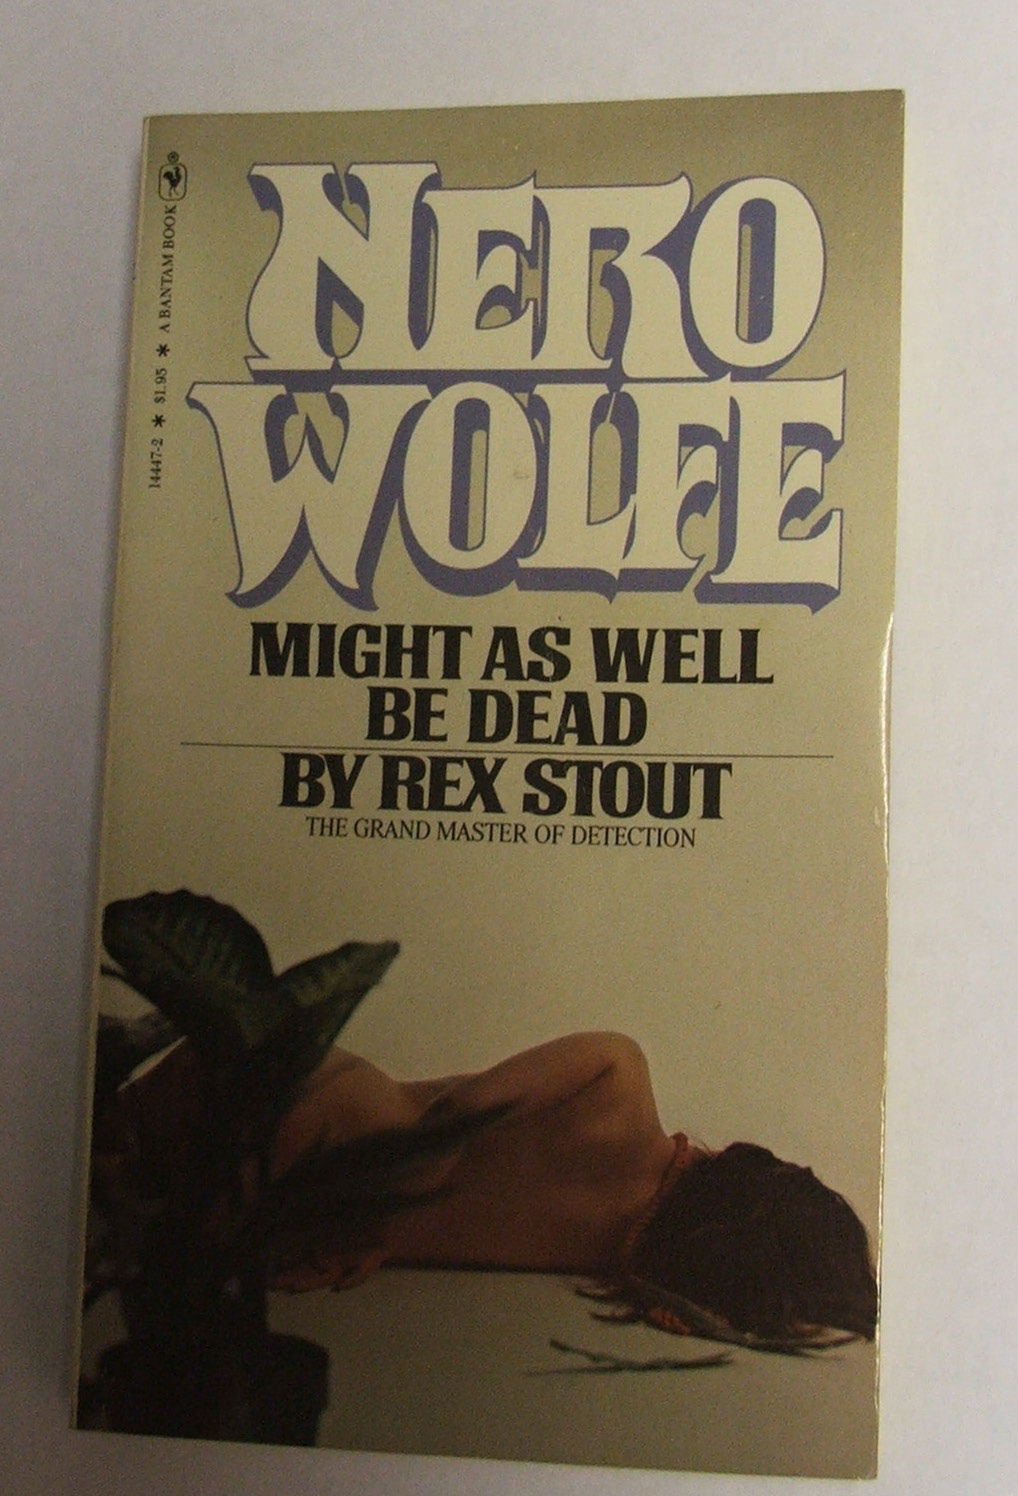 NERO
WOLFE
MIGHT AS WELL
BE DEAD
BY REX STOUT
THE GRAND MASTER OF DETECTION
14447-2 * $1.95 * A BANTAM BOOK ®